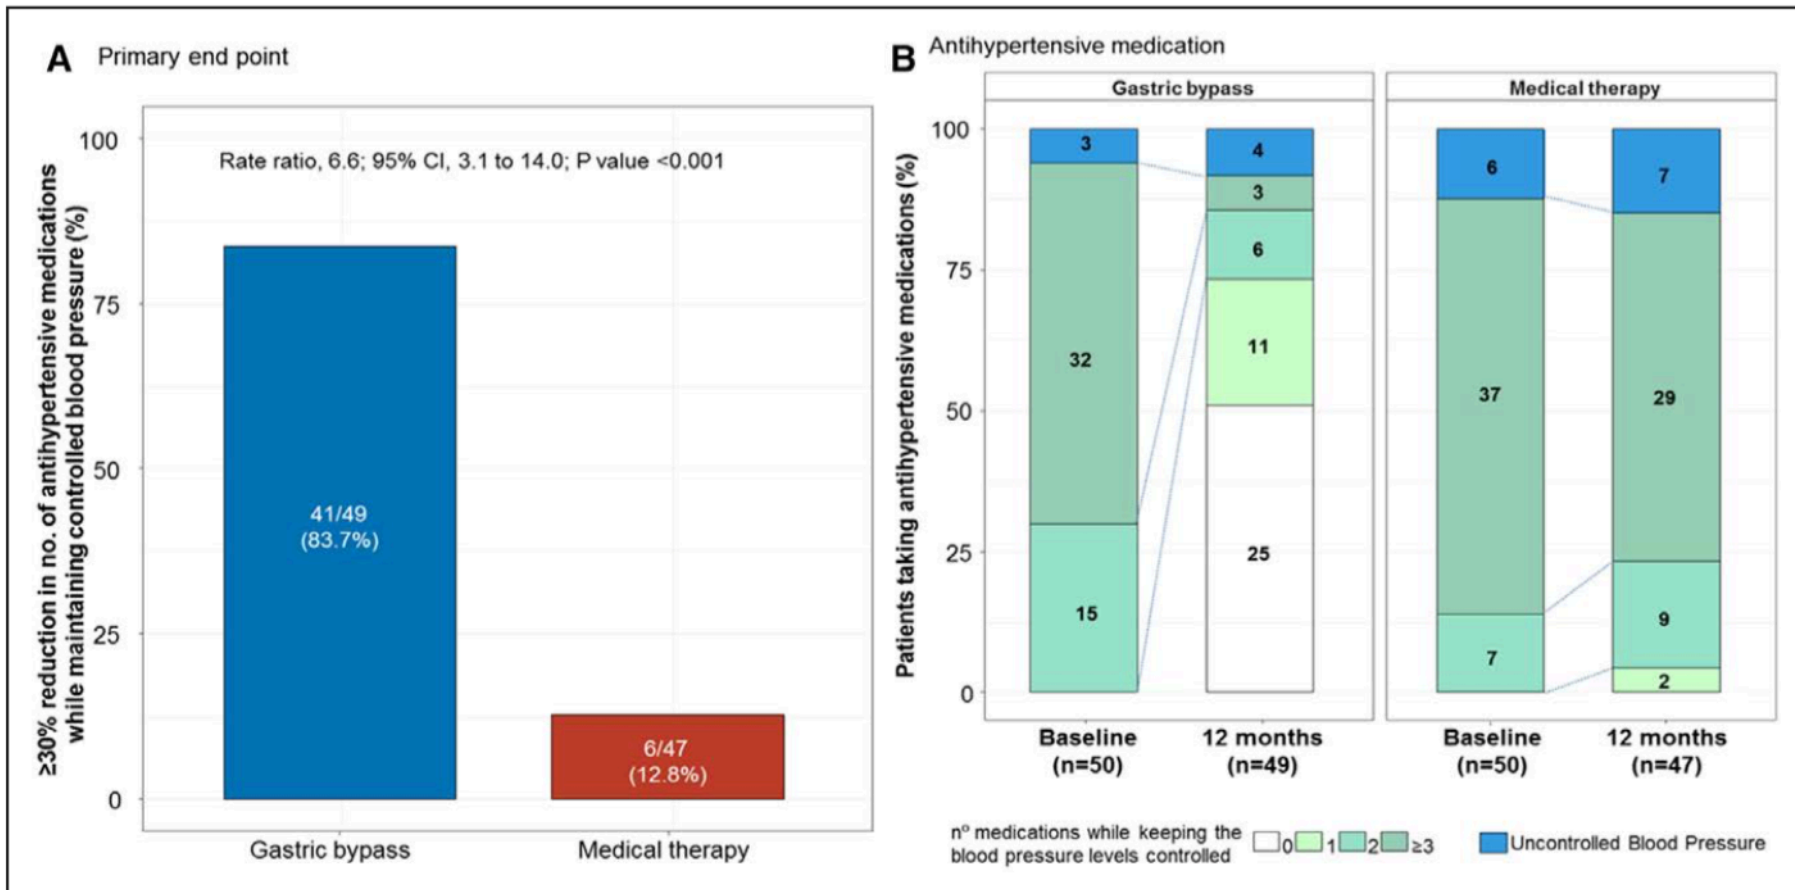 A Primary end point
≥30% reduction in no. of antihypertensive medications
while maintaining controlled blood pressure (%)
100
75
50
25
0
Rate ratio, 6.6; 95% CI, 3.1 to 14.0; P value <0.001
41/49
(83.7%)
6/47
(12.8%)
Gastric bypass
Medical therapy
B Antihypertensive medication
Patients taking antihypertensive medications (%)
100
75
50
25
0
Gastric bypass
3
32
15
4
3
6
11
25
Baseline
(n=50)
12 months
(n=49)
Medical therapy
6
37
7
7
29
9
2
Baseline
(n=50)
12 months
(n=47)
nº medications while keeping the
blood pressure levels controlled
0 1 2 ≥3
Uncontrolled Blood Pressure